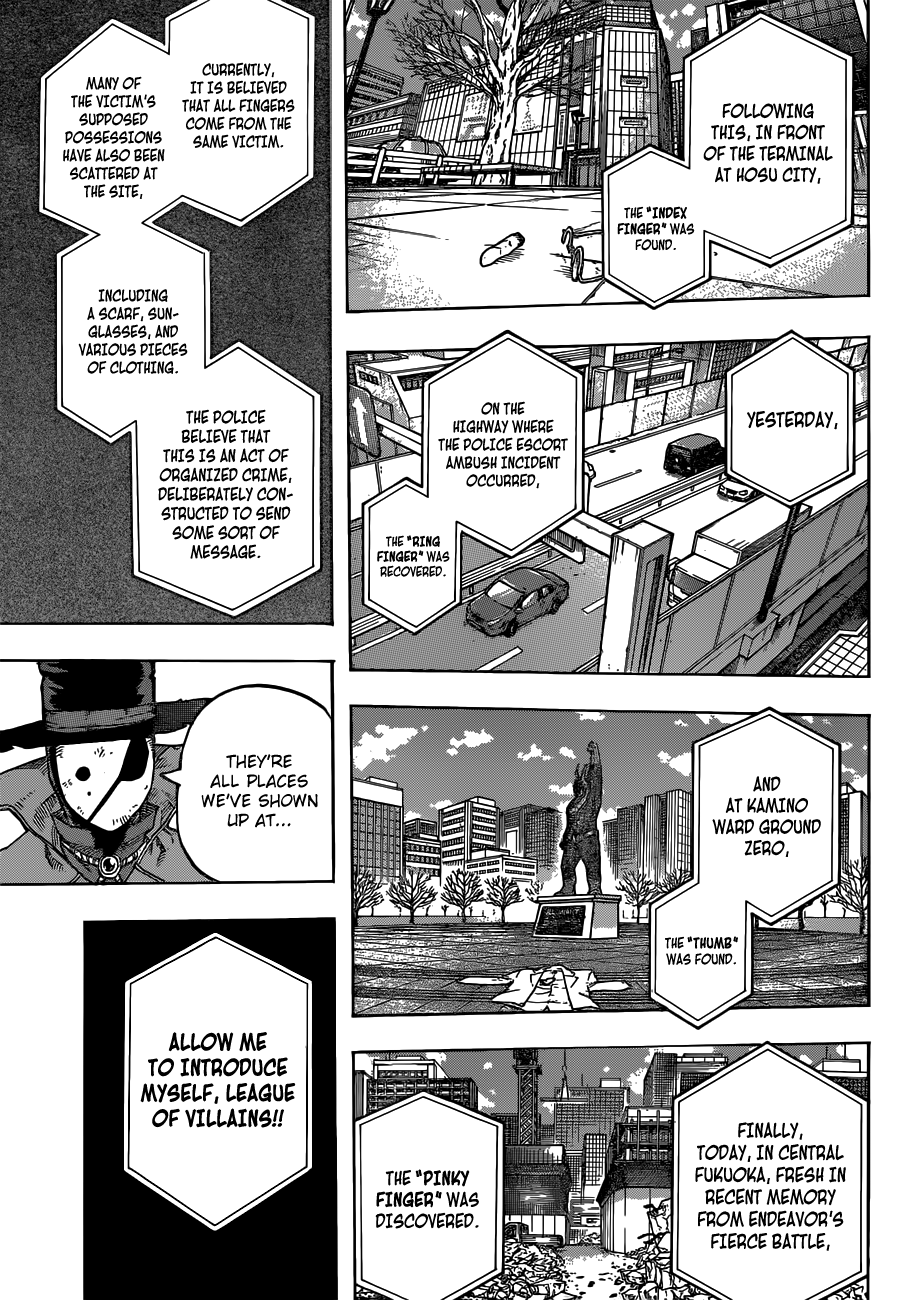 FOLLOWING
THIS, IN FRONT
OF THE TERMINAL
AT HOSU CITY,
THE "INDEX
FINGER" WAS
FOUND.
YESTERDAY,
ON THE
HIGHWAY WHERE
THE POLICE ESCORT
AMBUSH INCIDENT
OCCURRED,
THE "RING
FINGER" WAS
RECOVERED.
AND
AT KAMINO
WARD GROUND
ZERO,
THE "THUMB"
WAS FOUND.
FINALLY,
TODAY, IN CENTRAL
FUKUOKA, FRESH IN
RECENT MEMORY
FROM ENDEAVOR'S
FIERCE BATTLE,
THE "PINKY
FINGER" WAS
DISCOVERED.
CURRENTLY,
IT IS BELIEVED
THAT ALL FINGERS
COME FROM THE
SAME VICTIM.
MANY OF
THE VICTIM'S
SUPPOSED
POSSESSIONS
HAVE ALSO BEEN
SCATTERED AT
THE SITE,
INCLUDING
A SCARF, SUN-
GLASSES, AND
VARIOUS PIECES
OF CLOTHING.
THE POLICE
BELIEVE THAT
THIS IS AN ACT OF
ORGANIZED CRIME,
DELIBERATELY CON-
STRUCTED TO SEND
SOME SORT OF
MESSAGE.
THEY'RE
ALL PLACES
WE'VE SHOWN
UP AT...
ALLOW ME
TO INTRODUCE
MYSELF, LEAGUE
OF VILLAINS!!